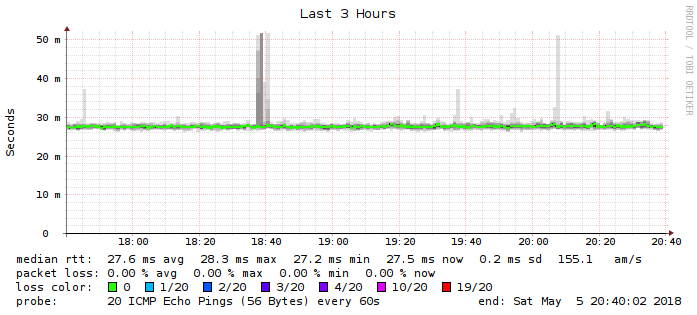 Last 3 Hours
RRDTOOL / TOBI OETIKER
Seconds
50 m
40 m
30 m
20 m
10 m
0
18:00 18:20 18:40 19:00 19:20 19:40 20:00 20:20 20:40
median rtt: 27.6 ms avg 28.3 ms max 27.2 ms min 27.5 ms now 0.2 ms sd 155.1 am/s
packet loss: 0.00 % avg 0.00 % max 0.00 % min 0.00 % now
loss color: 0 1/20 2/20 3/20 4/20 10/20 19/20
probe: 20 ICMP Echo Pings (56 Bytes) every 60s end: Sat May 5 20:40:02 2018